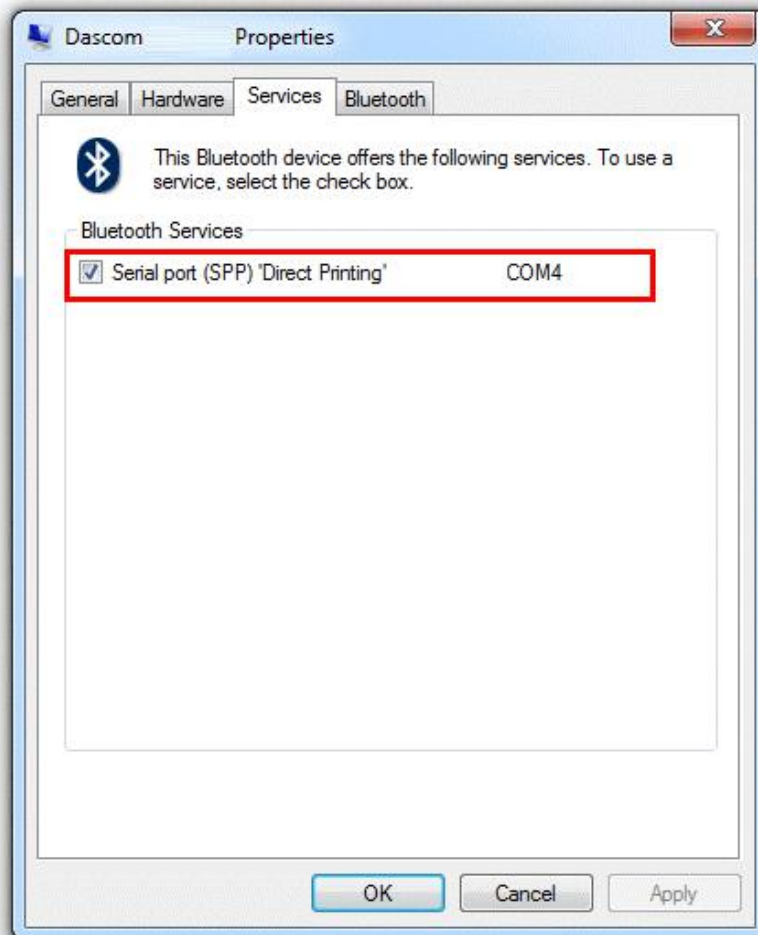 Dascom Properties
General Hardware Services Bluetooth
This Bluetooth device offers the following services. To use a
service, select the check box.
Bluetooth Services
Serial port (SPP) 'Direct Printing' COM4
OK Cancel Apply